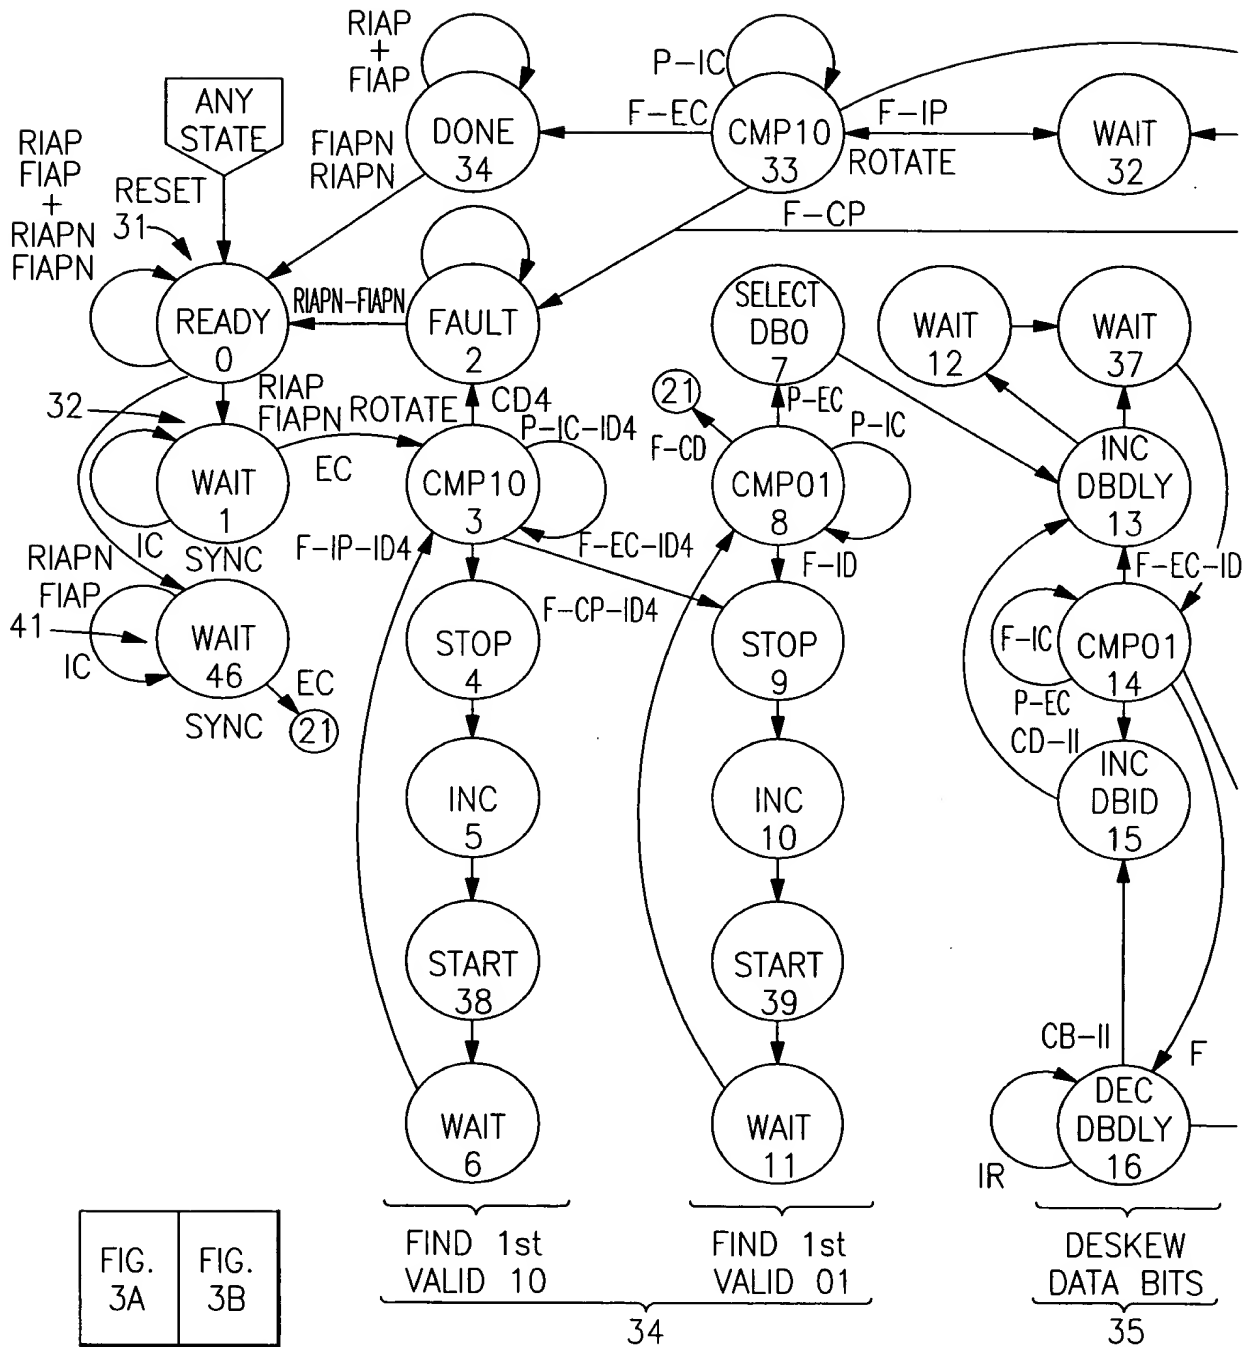 RIAP
+
FIAP
DONE
34
P-IC
F-EC
CMP10
33
F-IP
ROTATE
WAIT
32
ANY
STATE
RIAP
FIAP
+
RIAPN
FIAPN
RESET
31
FIAPN
RIAPN
F-CP
READY
0
RIAPN-FIAPN
FAULT
2
SELECT
DB0
7
WAIT
12
WAIT
37
32
RIAP
FIAPN
ROTATE
CD4
P-IC-ID4
21
F-CD
P-EC
P-IC
WAIT
1
IC
SYNC
EC
CMP10
3
F-IP-ID4
F-EC-ID4
F-CP-ID4
CMP01
8
F-ID
INC
DBDLY
13
F-EC-ID
RIAPN
FIAP
41
IC
WAIT
46
SYNC
EC
21
STOP
4
STOP
9
F-IC
CMP01
14
P-EC
CD-II
INC
5
INC
10
INC
DBID
15
START
38
START
39
CB-II
F
WAIT
6
WAIT
11
DEC
DBDLY
16
IR
FIG.
3A
FIG.
3B
FIND 1st
VALID 10
FIND 1st
VALID 01
34
DESKEW
DATA BITS
35